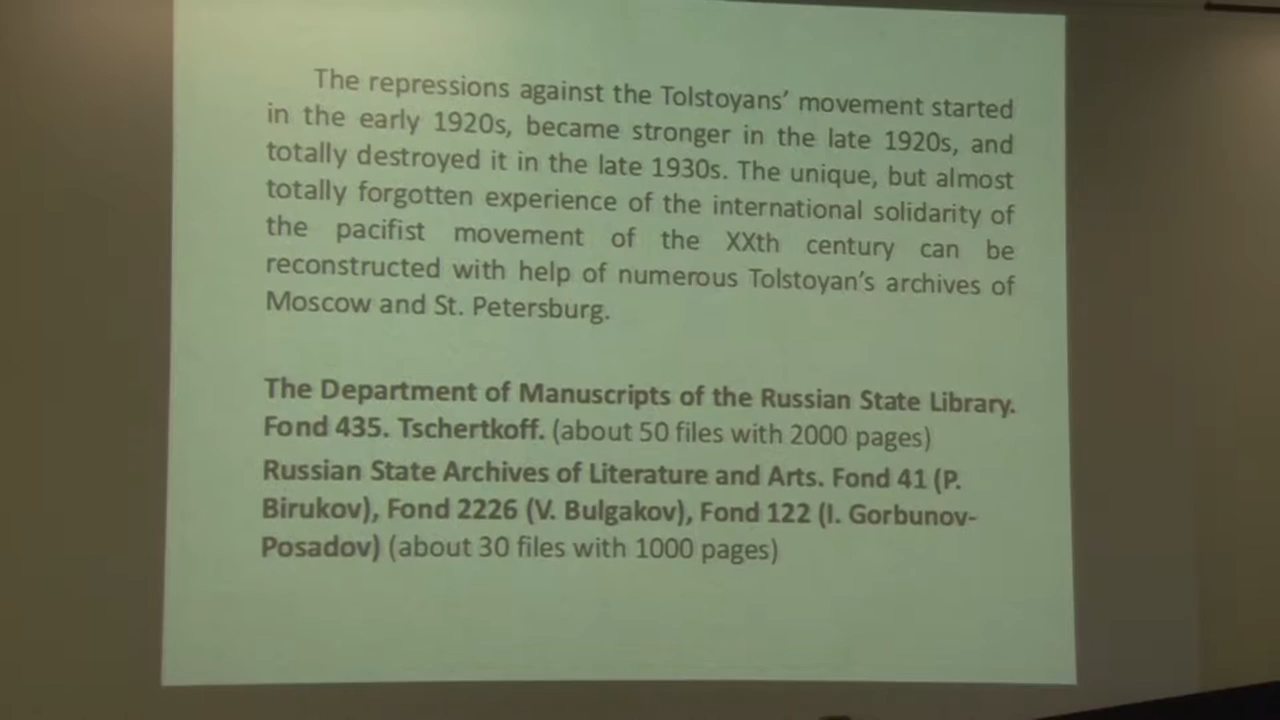 The repressions against the Tolstoyans’ movement started
in the early 1920s, became stronger in the late 1920s, and
totally destroyed it in the late 1930s. The unique, but almost
totally forgotten experience of the international solidarity of
the pacifist movement of the XXth century can be
reconstructed with help of numerous Tolstoyan’s archives of
Moscow and St. Petersburg.
The Department of Manuscripts of the Russian State Library.
Fond 435. Tschertkoff. (about 50 files with 2000 pages)
Russian State Archives of Literature and Arts. Fond 41 (P.
Birukov), Fond 2226 (V. Bulgakov), Fond 122 (I. Gorbunov-
Posadov) (about 30 files with 1000 pages)